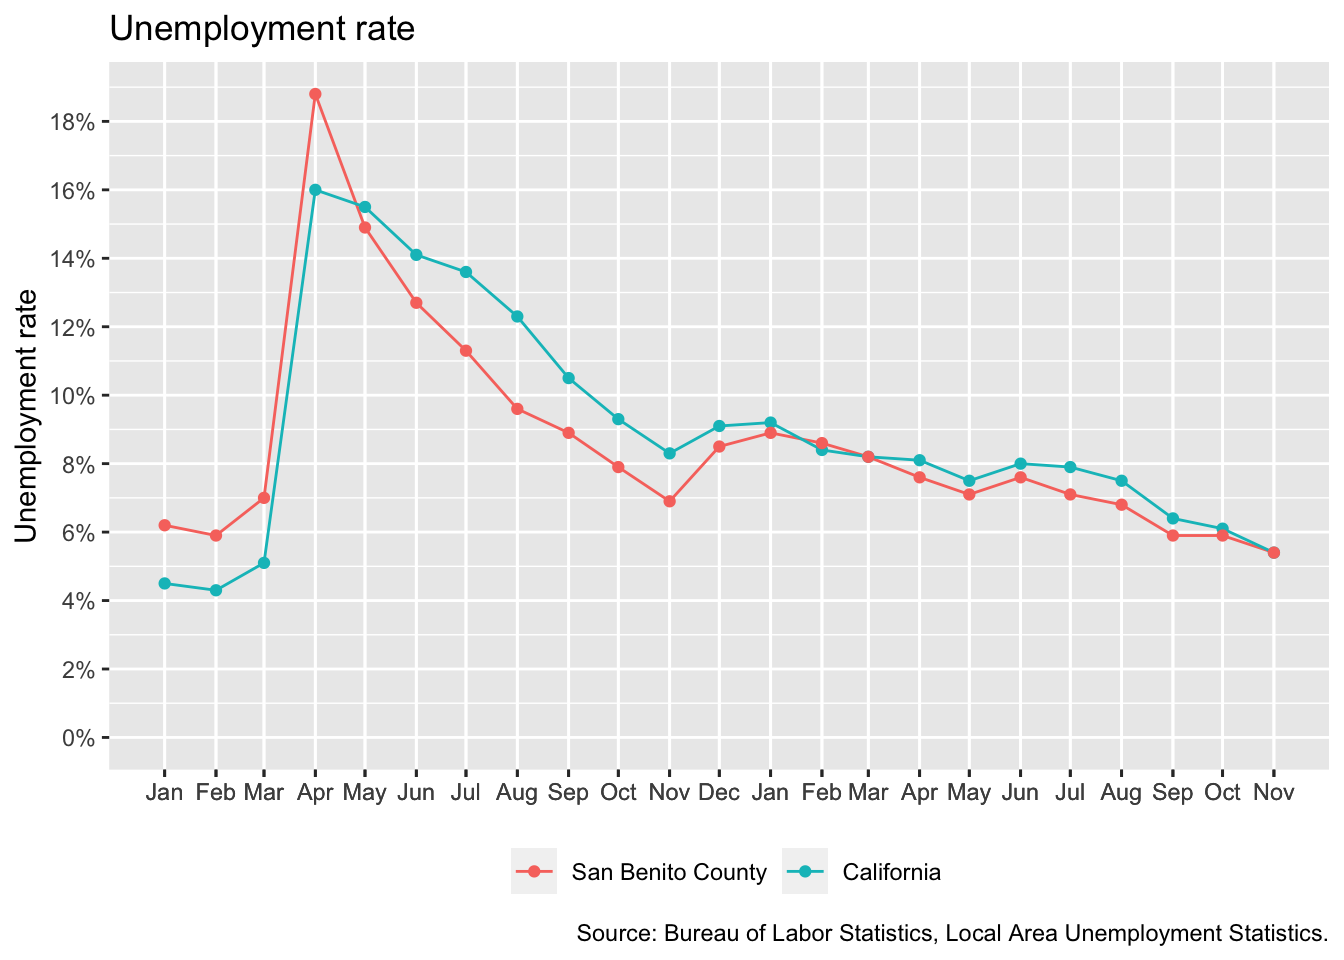 Unemployment rate
Unemployment rate
18%
16%
14%
12%
10%
8%
6%
4%
2%
0%
Jan Feb Mar Apr May Jun Jul Aug Sep Oct Nov Dec Jan Feb Mar Apr May Jun Jul Aug Sep Oct Nov
San Benito County California
Source: Bureau of Labor Statistics, Local Area Unemployment Statistics.